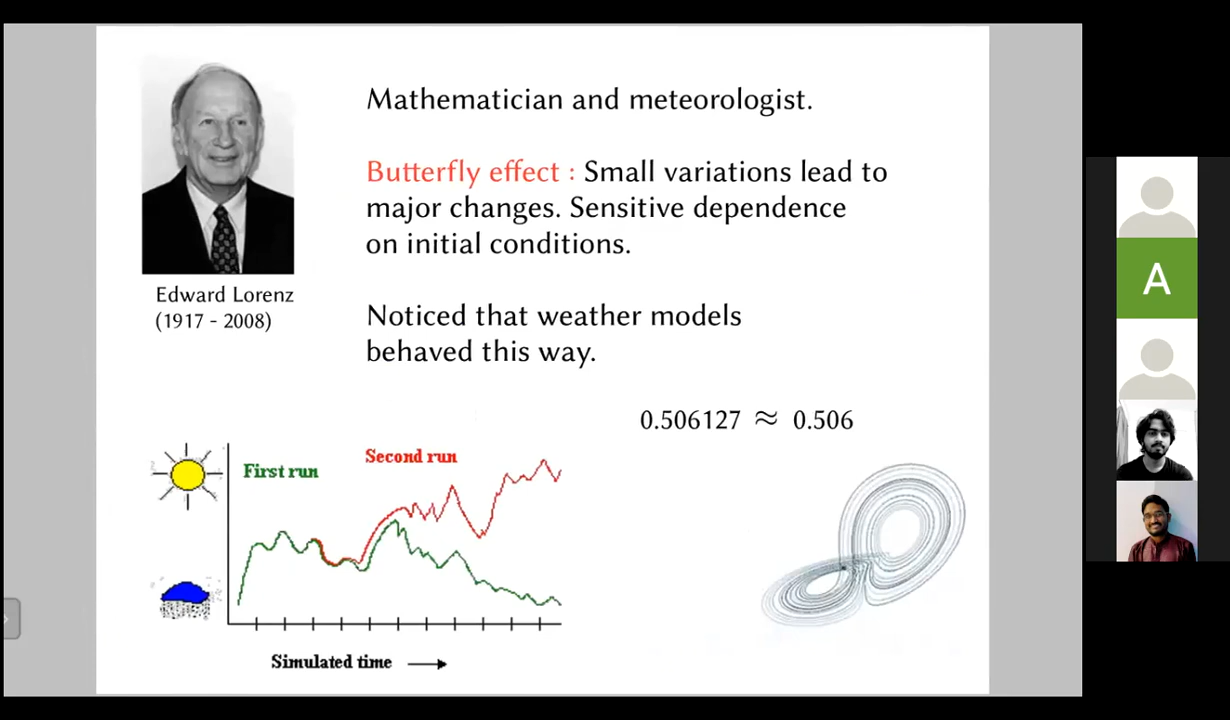 Mathematician and meteorologist.
Butterfly effect : Small variations lead to
major changes. Sensitive dependence
on initial conditions.
Edward Lorenz
(1917 - 2008)
Noticed that weather models
behaved this way.
0.506127 ≈ 0.506
First run
Second run
Simulated time
A